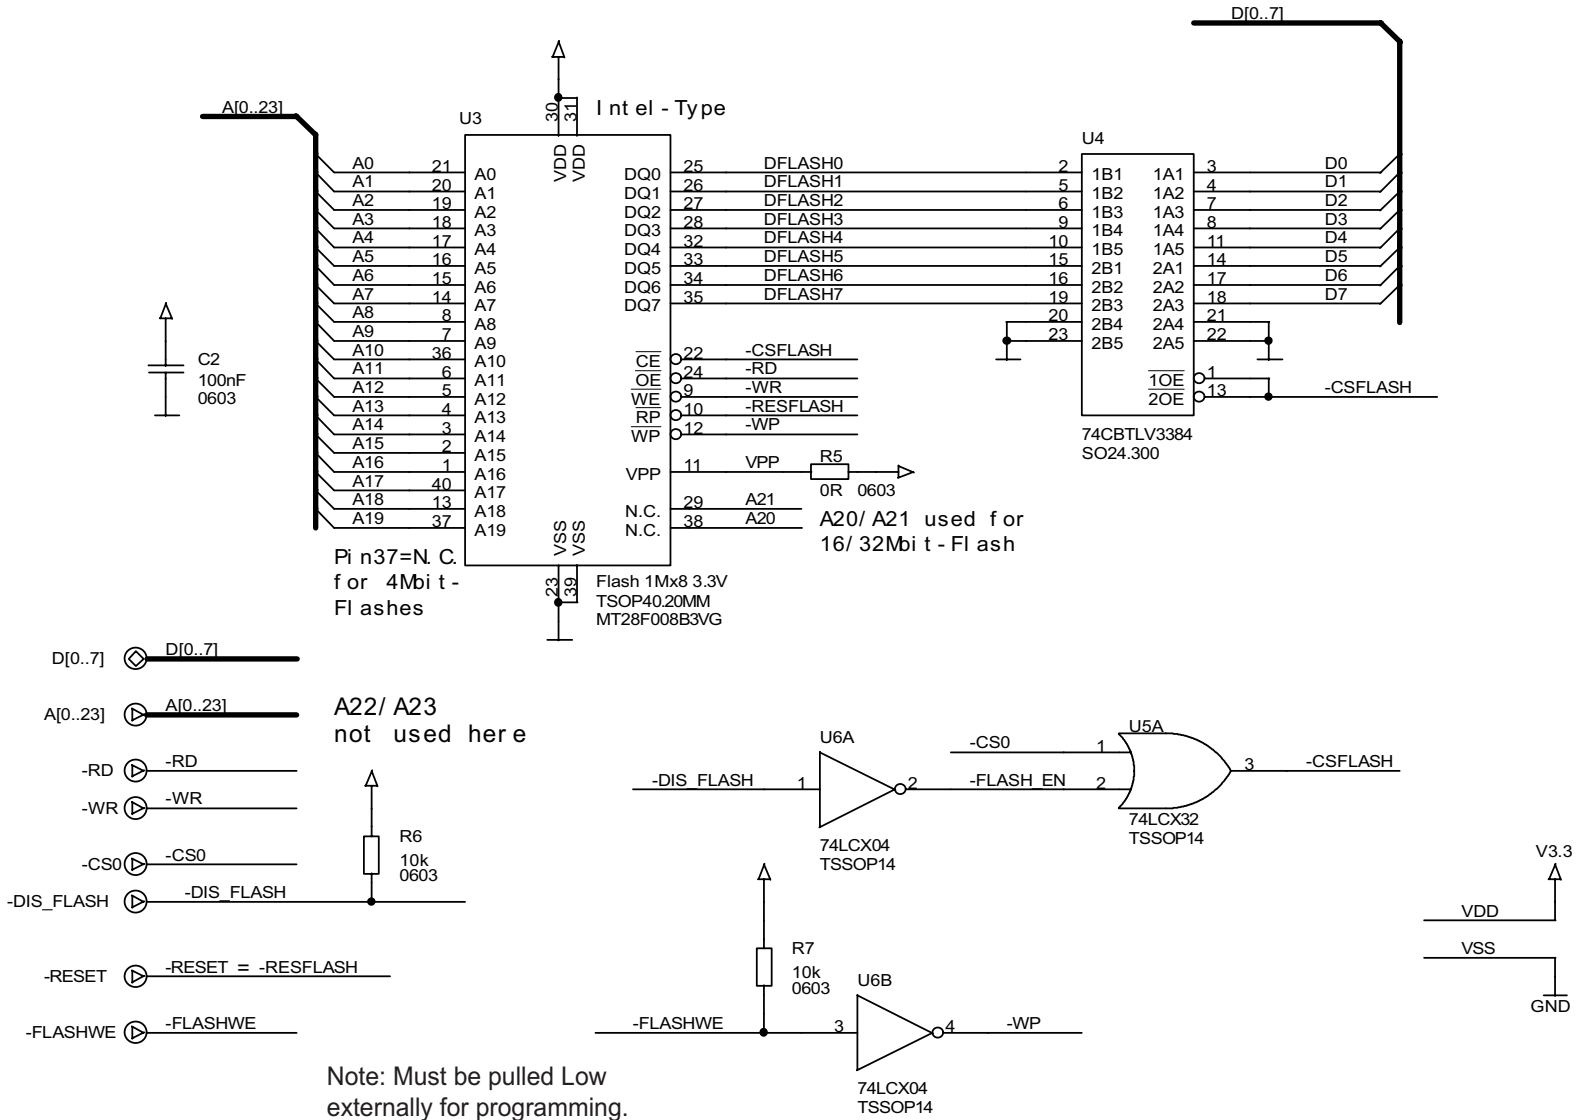 D[0..7]
A[0..23]
U3
30
31
Intel-Type
VDD
VDD
U4
A0 21 A0
A1 20 A1
A2 19 A2
A3 18 A3
A4 17 A4
A5 16 A5
A6 15 A6
A7 14 A7
A8 8 A8
A9 7 A9
A10 36 A10
A11 6 A11
A12 5 A12
A13 4 A13
A14 3 A14
A15 2 A15
A16 1 A16
A17 40 A17
A18 13 A18
A19 37 A19
DQ0 25 DFLASH0 2 1B1 1A1 3 D0
DQ1 26 DFLASH1 5 1B2 1A2 4 D1
DQ2 27 DFLASH2 6 1B3 1A3 7 D2
DQ3 28 DFLASH3 9 1B4 1A4 8 D3
DQ4 32 DFLASH4 10 1B5 1A5 11 D4
DQ5 33 DFLASH5 15 2B1 2A1 14 D5
DQ6 34 DFLASH6 16 2B2 2A2 17 D6
DQ7 35 DFLASH7 19 2B3 2A3 18 D7
20 2B4 2A4 21
23 2B5 2A5 22
CE 22 -CSFLASH
OE 24 -RD
WE 9 -WR
RP 10 -RESFLASH
WP 12 -WP
1OE 1
2OE 13 -CSFLASH
74CBTLV3384
SO24.300
C2
100nF
0603
VPP 11 VPP R5
0R 0603
N.C. 29 A21
N.C. 38 A20
A20/A21 used for
16/32Mbit-Flash
VSS
VSS
23
39
Pin37=N.C.
for 4Mbit-
Flashes
Flash 1Mx8 3.3V
TSOP40.20MM
MT28F008B3VG
D[0..7] D[0..7]
A[0..23] A[0..23]
A22/A23
not used here
-RD -RD
-WR -WR
-CS0 -CS0
R6
10k
0603
-DIS_FLASH -DIS_FLASH
-RESET -RESET = -RESFLASH
-FLASHWE -FLASHWE
Note: Must be pulled Low
externally for programming.
U6A
-DIS_FLASH 1 2 -FLASH_EN 2
74LCX04
TSSOP14
U5A
-CS0 1
3 -CSFLASH
74LCX32
TSSOP14
R7
10k
0603
U6B
-FLASHWE 3 4 -WP
74LCX04
TSSOP14
V3.3
VDD
VSS
GND